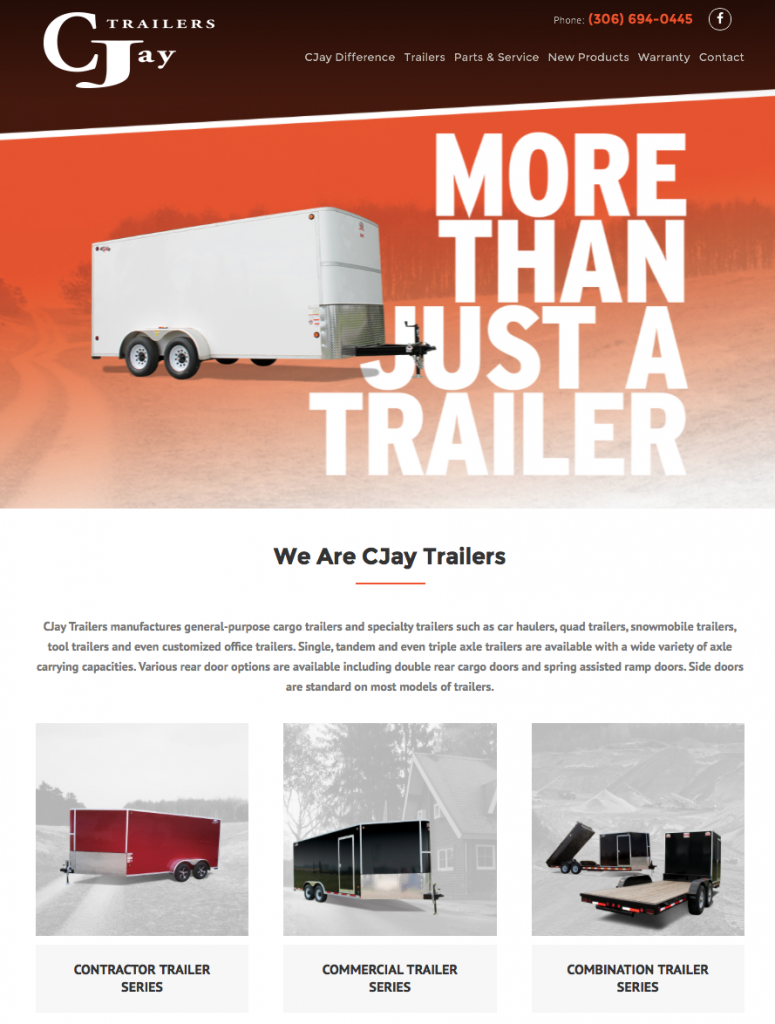 CJay TRAILERS
Phone: (306) 694-0445
CJay Difference Trailers Parts & Service New Products Warranty Contact
MORE
THAN
JUST A
TRAILER
We Are CJay Trailers
CJay Trailers manufactures general-purpose cargo trailers and specialty trailers such as car haulers, quad trailers, snowmobile trailers,
tool trailers and even customized office trailers. Single, tandem and even triple axle trailers are available with a wide variety of axle
carrying capacities. Various rear door options are available including double rear cargo doors and spring assisted ramp doors. Side doors
are standard on most models of trailers.
CONTRACTOR TRAILER
SERIES
COMMERCIAL TRAILER
SERIES
COMBINATION TRAILER
SERIES